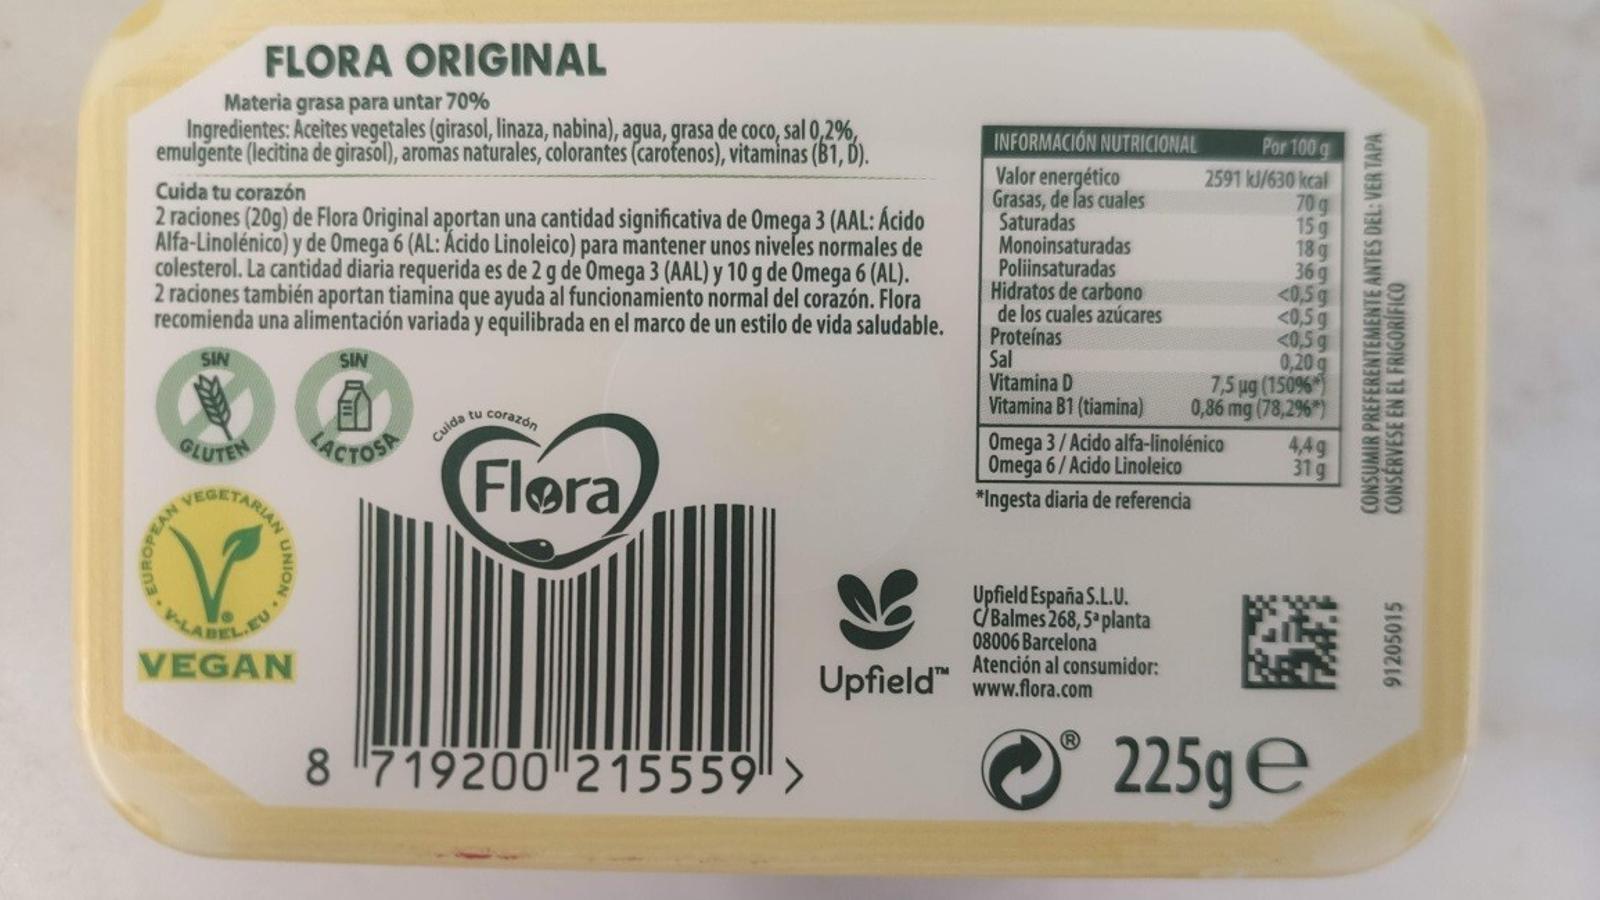 FLORA ORIGINAL
Materia grasa para untar 70%
Ingredientes: Aceites vegetales (girasol, linaza, nabina), agua, grasa de coco, sal 0,2%,
emulgente (lecitina de girasol), aromas naturales, colorantes (carotenos), vitaminas (B1, D).
Cuida tu corazón
2 raciones (20g) de Flora Original aportan una cantidad significativa de Omega 3 (AAL: Ácido
Alfa-Linolénico) y de Omega 6 (AL: Ácido Linoleico) para mantener unos niveles normales de
colesterol. La cantidad diaria requerida es de 2 g de Omega 3 (AAL) y 10 g de Omega 6 (AL).
2 raciones también aportan tiamina que ayuda al funcionamiento normal del corazón. Flora
recomienda una alimentación variada y equilibrada en el marco de un estilo de vida saludable.
SIN
GLUTEN
SIN
LACTOSA
Cuida tu corazón
Flora
EUROPEAN VEGETARIAN UNION
V-LABEL.EU
VEGAN
8 719200 215559 >
INFORMACIÓN NUTRICIONAL Por 100 g
Valor energético 2591 kJ/630 kcal
Grasas, de las cuales 70 g
Saturadas 15 g
Monoinsaturadas 18 g
Poliinsaturadas 36 g
Hidratos de carbono <0,5 g
de los cuales azúcares <0,5 g
Proteínas <0,5 g
Sal 0,20 g
Vitamina D 7,5 µg (150%*)
Vitamina B1 (tiamina) 0,86 mg (78,2%*)
Omega 3 / Acido alfa-linolénico 4,4 g
Omega 6 / Acido Linoleico 31 g
*Ingesta diaria de referencia
CONSUMIR PREFERENTEMENTE ANTES DEL: VER TAPA
CONSÉRVESE EN EL FRIGORÍFICO
Upfield™
Upfield España S.L.U.
C/Balmes 268, 5ª planta
08006 Barcelona
Atención al consumidor:
www.flora.com
91205015
® 225g e